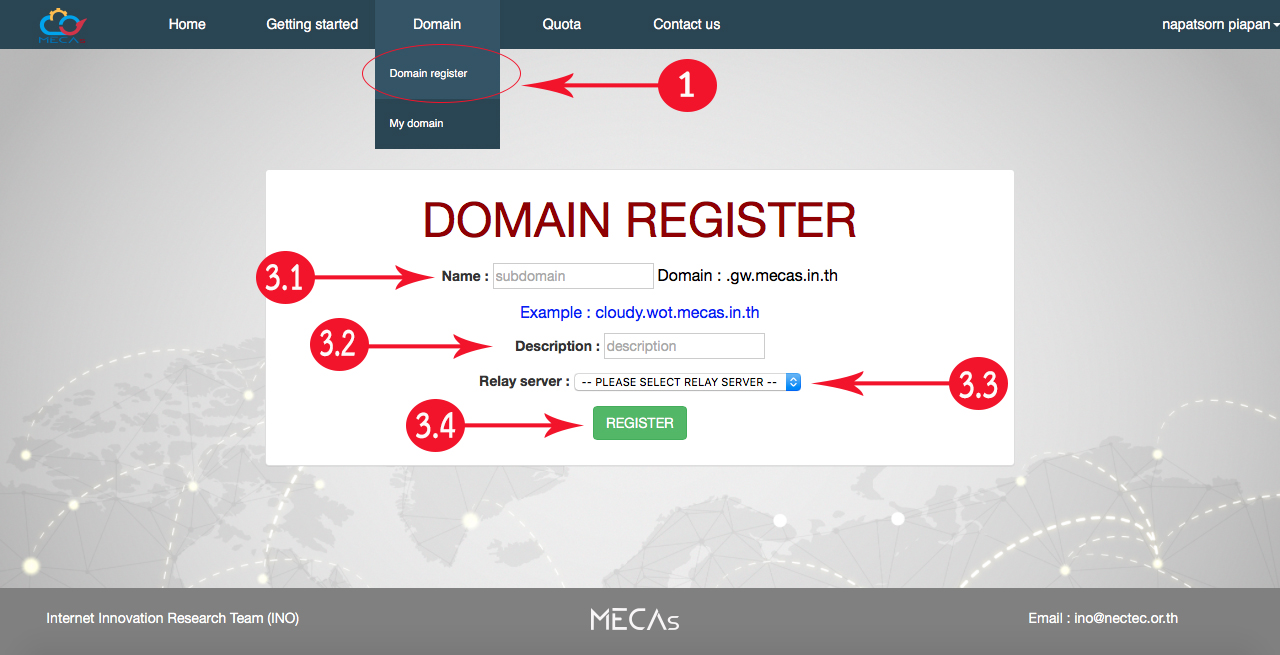 Home Getting started Domain Quota Contact us napatsorn piapan
MECAs
Domain register
1
My domain
DOMAIN REGISTER
3.1 Name : subdomain Domain : .gw.mecas.in.th
Example : cloudy.wot.mecas.in.th
3.2 Description : description
Relay server : -- PLEASE SELECT RELAY SERVER -- 3.3
3.4 REGISTER
Internet Innovation Research Team (INO) MECAs Email : ino@nectec.or.th